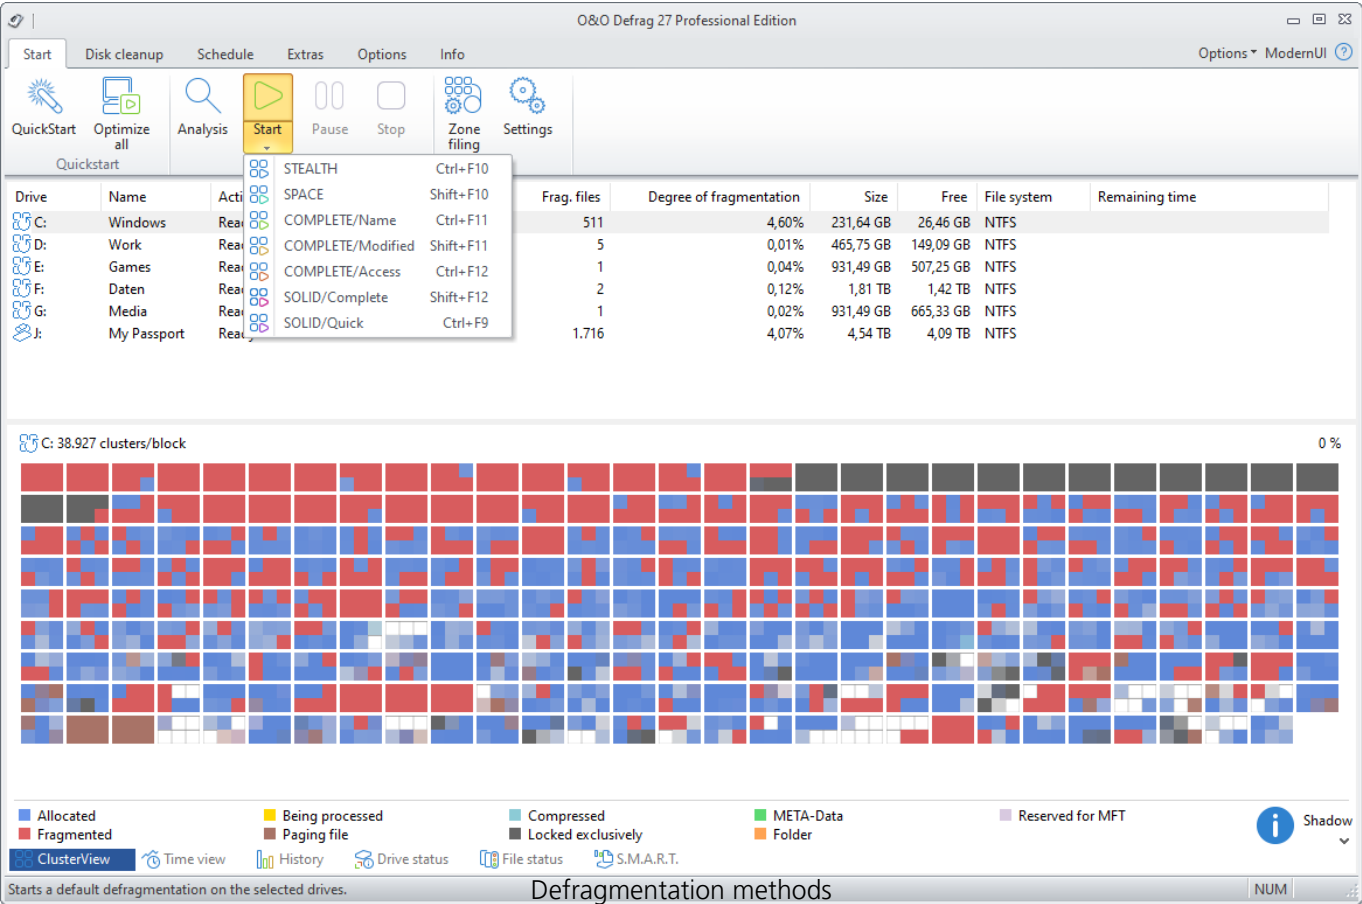 O&O Defrag 27 Professional Edition
Start Disk cleanup Schedule Extras Options Info Options ModernUI ?
QuickStart Optimize all Analysis Start Pause Stop Zone filing Settings
Quickstart
STEALTH Ctrl+F10
SPACE Shift+F10
COMPLETE/Name Ctrl+F11
COMPLETE/Modified Shift+F11
COMPLETE/Access Ctrl+F12
SOLID/Complete Shift+F12
SOLID/Quick Ctrl+F9
Drive Name Acti Frag. files Degree of fragmentation Size Free File system Remaining time
C: Windows Rea 511 4,60% 231,64 GB 26,46 GB NTFS
D: Work Rea 5 0,01% 465,75 GB 149,09 GB NTFS
E: Games Rea 1 0,04% 931,49 GB 507,25 GB NTFS
F: Daten Rea 2 0,12% 1,81 TB 1,42 TB NTFS
G: Media Rea 1 0,02% 931,49 GB 665,33 GB NTFS
J: My Passport Ready 1.716 4,07% 4,54 TB 4,09 TB NTFS
C: 38.927 clusters/block 0 %
Allocated Being processed Compressed META-Data Reserved for MFT
Fragmented Paging file Locked exclusively Folder
i Shadow
ClusterView Time view History Drive status File status S.M.A.R.T.
Starts a default defragmentation on the selected drives. Defragmentation methods NUM